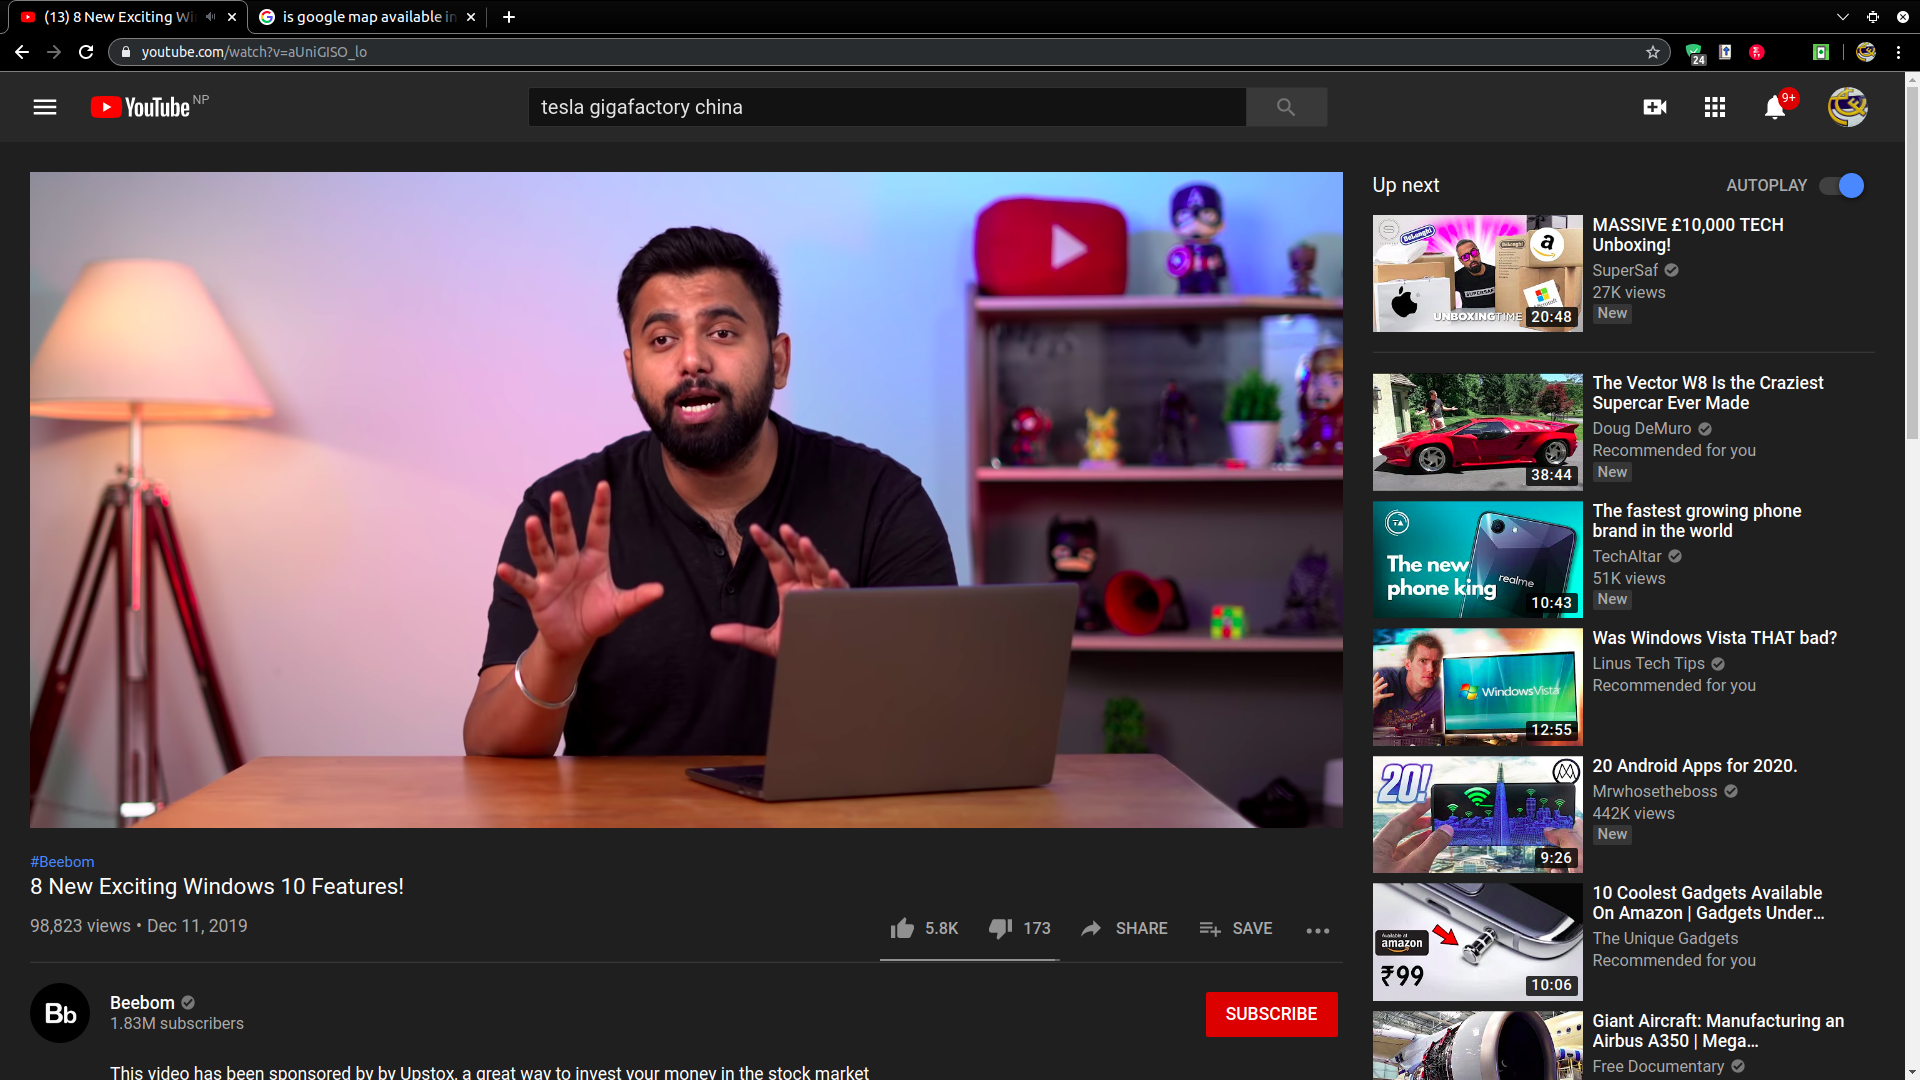 (13) 8 New Exciting Wi
is google map available in
youtube.com/watch?v=aUniGISO_lo
24
YouTube NP
tesla gigafactory china
9+
Up next
AUTOPLAY
DeLonghi
DeLonghi
a
SUPERSAF
Microsoft
UNBOXINGTIME
20:48
MASSIVE £10,000 TECH
Unboxing!
SuperSaf
27K views
New
38:44
The Vector W8 Is the Craziest
Supercar Ever Made
Doug DeMuro
Recommended for you
New
TA
The new
phone king
realme
10:43
The fastest growing phone
brand in the world
TechAltar
51K views
New
WindowsVista
12:55
Was Windows Vista THAT bad?
Linus Tech Tips
Recommended for you
20!
9:26
20 Android Apps for 2020.
Mrwhosetheboss
442K views
New
Available at
amazon
₹99
10:06
10 Coolest Gadgets Available
On Amazon | Gadgets Under...
The Unique Gadgets
Recommended for you
Giant Aircraft: Manufacturing an
Airbus A350 | Mega...
Free Documentary
#Beebom
8 New Exciting Windows 10 Features!
98,823 views • Dec 11, 2019
5.8K
173
SHARE
SAVE
Bb
Beebom
1.83M subscribers
SUBSCRIBE
This video has been sponsored by by Upstox, a great way to invest your money in the stock market